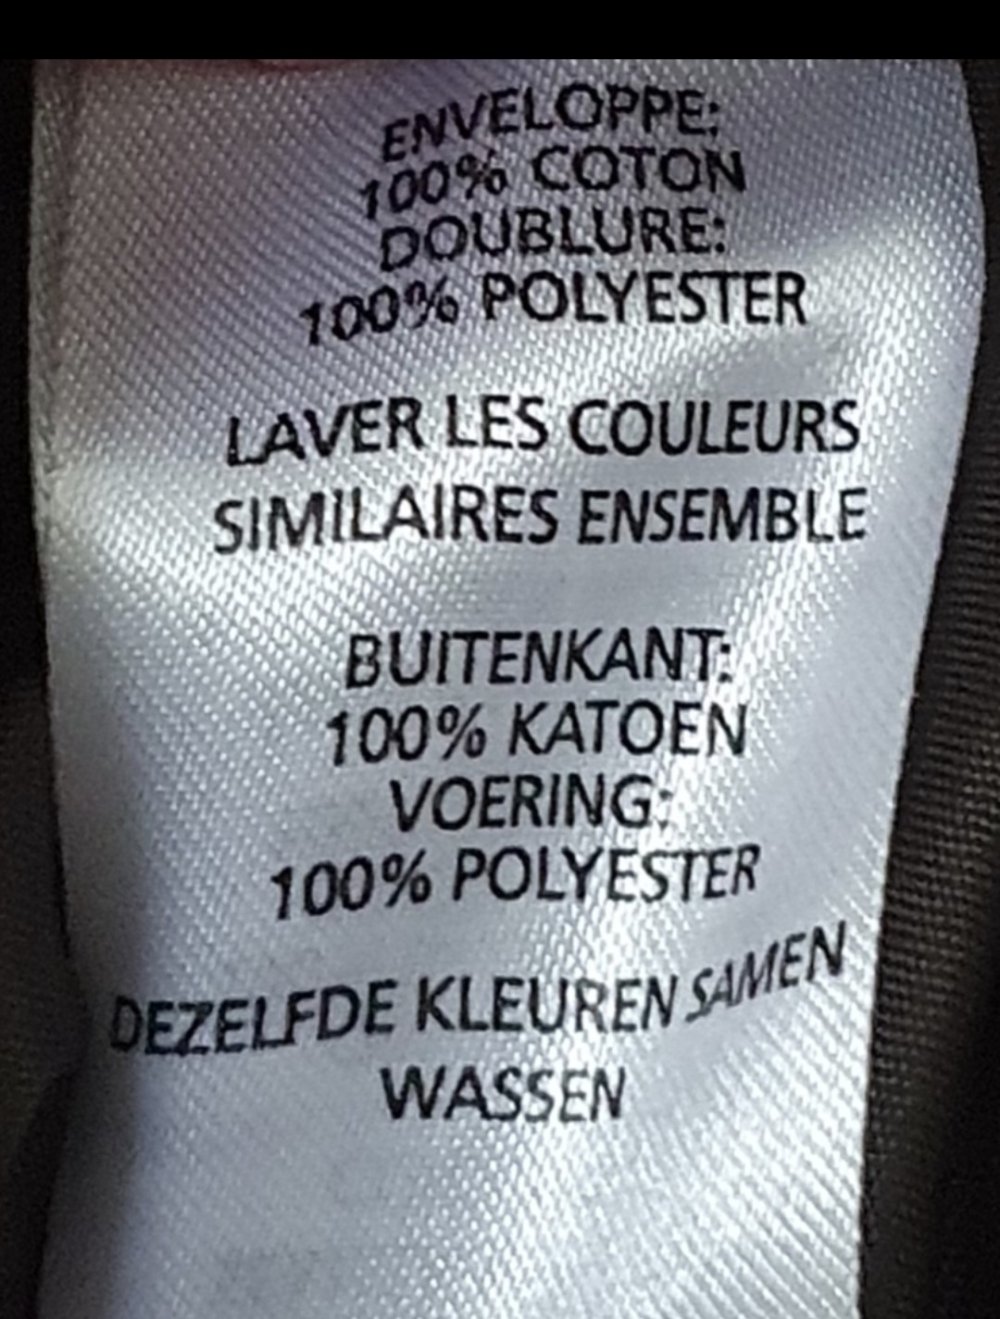 ENVELOPPE:
100% COTON
DOUBLURE:
100% POLYESTER
LAVER LES COULEURS
SIMILAIRES ENSEMBLE
BUITENKANT:
100% KATOEN
VOERING:
100% POLYESTER
DEZELFDE KLEUREN SAMEN
WASSEN